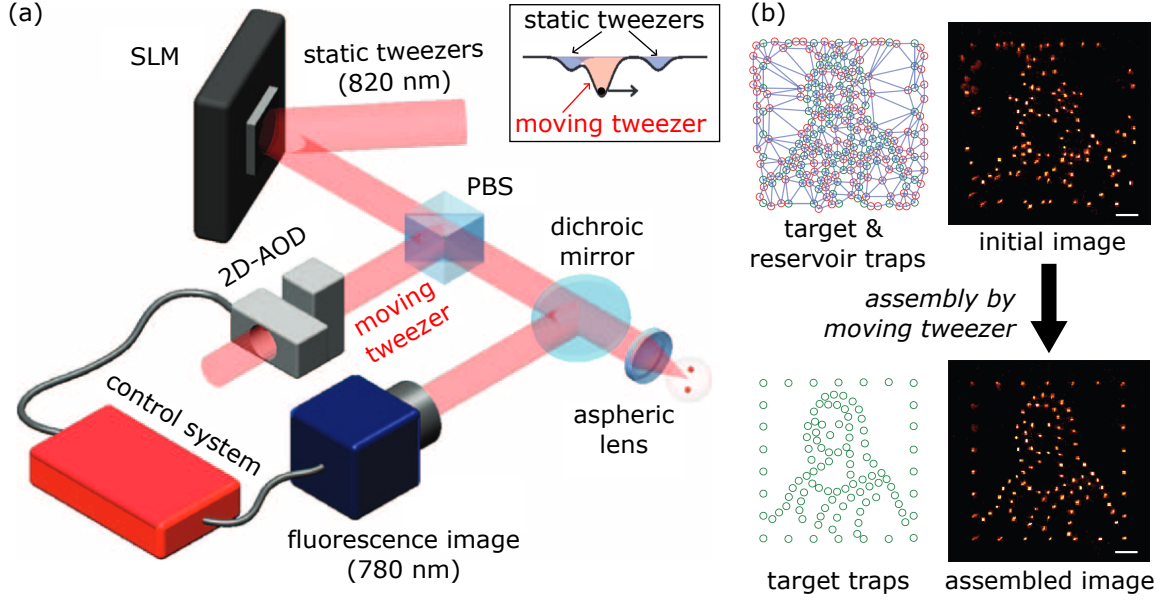 (a)
SLM
static tweezers
(820 nm)
static tweezers
moving tweezer
PBS
dichroic
mirror
2D-AOD
moving
tweezer
control system
aspheric
lens
fluorescence image
(780 nm)
(b)
target &
reservoir traps
initial image
assembly by
moving tweezer
target traps
assembled image